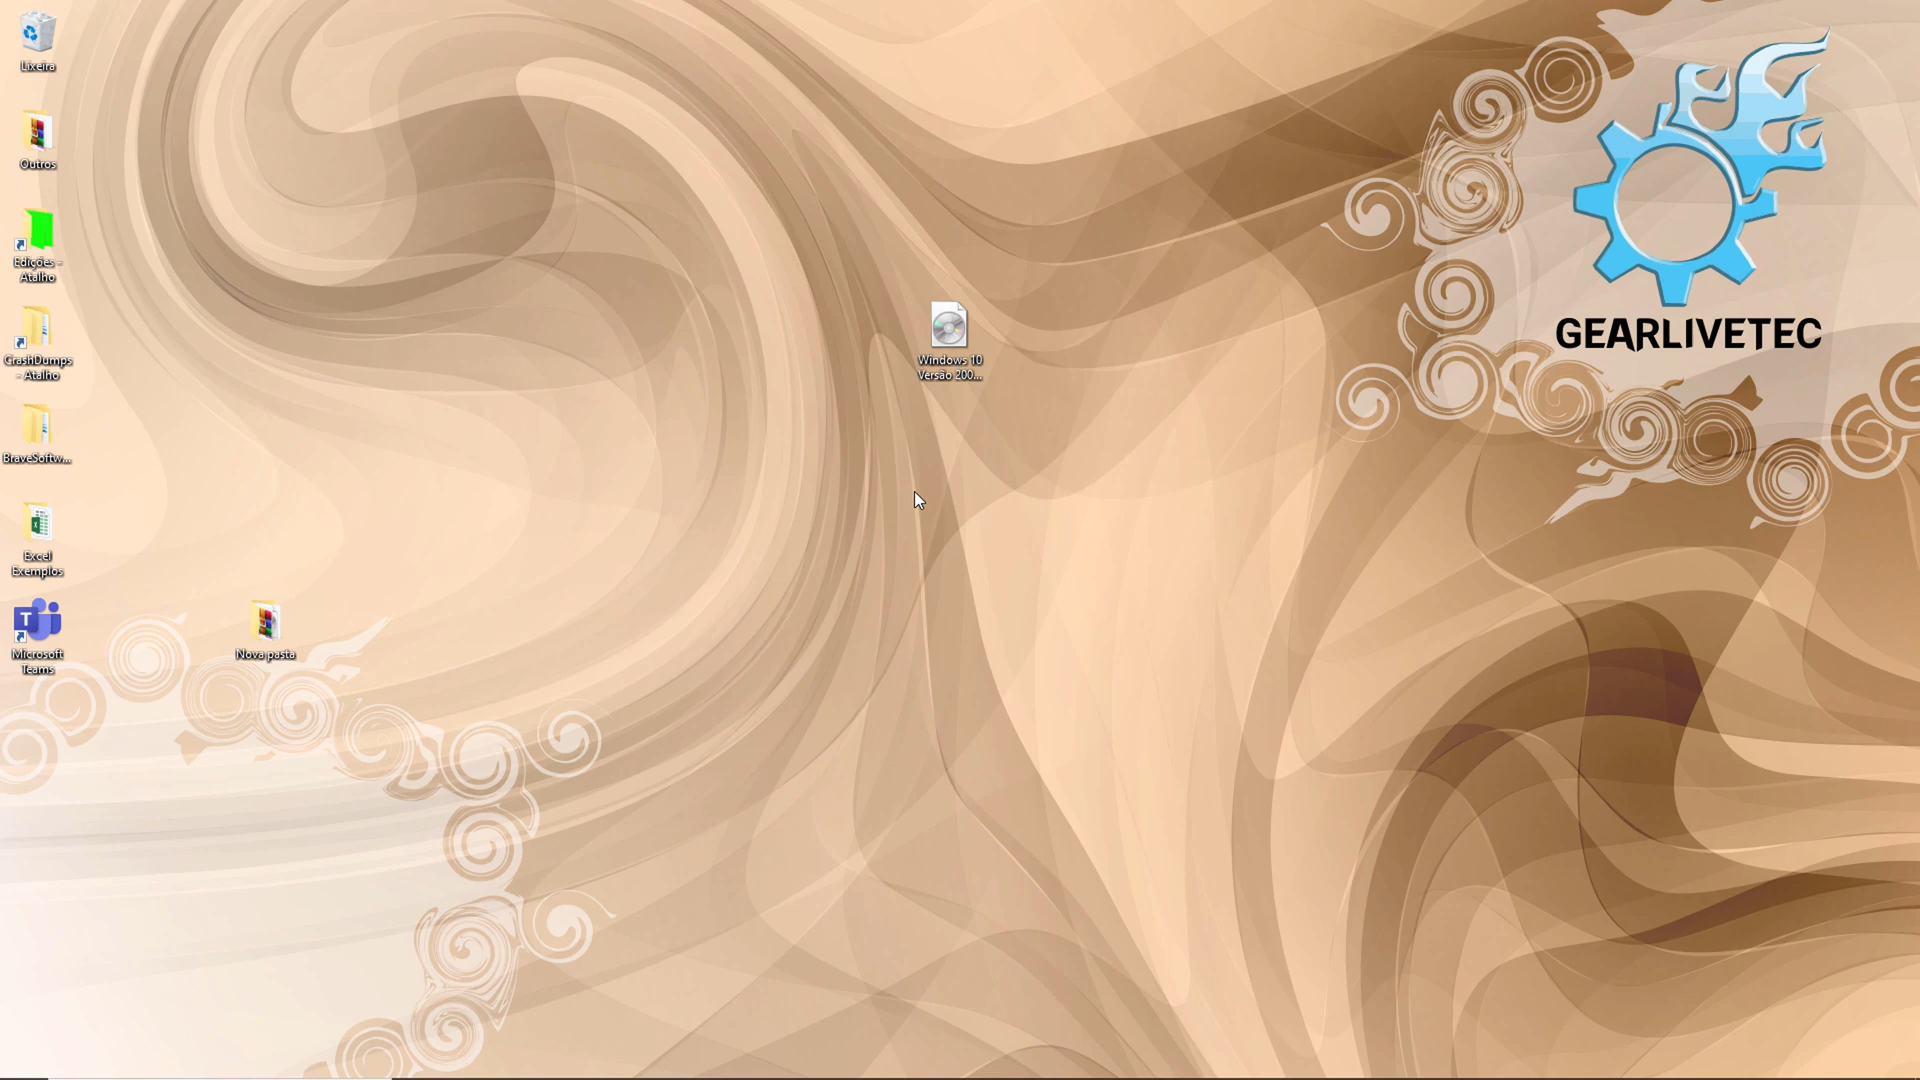 Lixeira
Outros
Edições -
Atalho
CrashDumps
- Atalho
BraveSoftw...
Excel
Exemplos
Microsoft
Teams
Nova pasta
Windows 10
Versão 200...
GEARLIVETEC